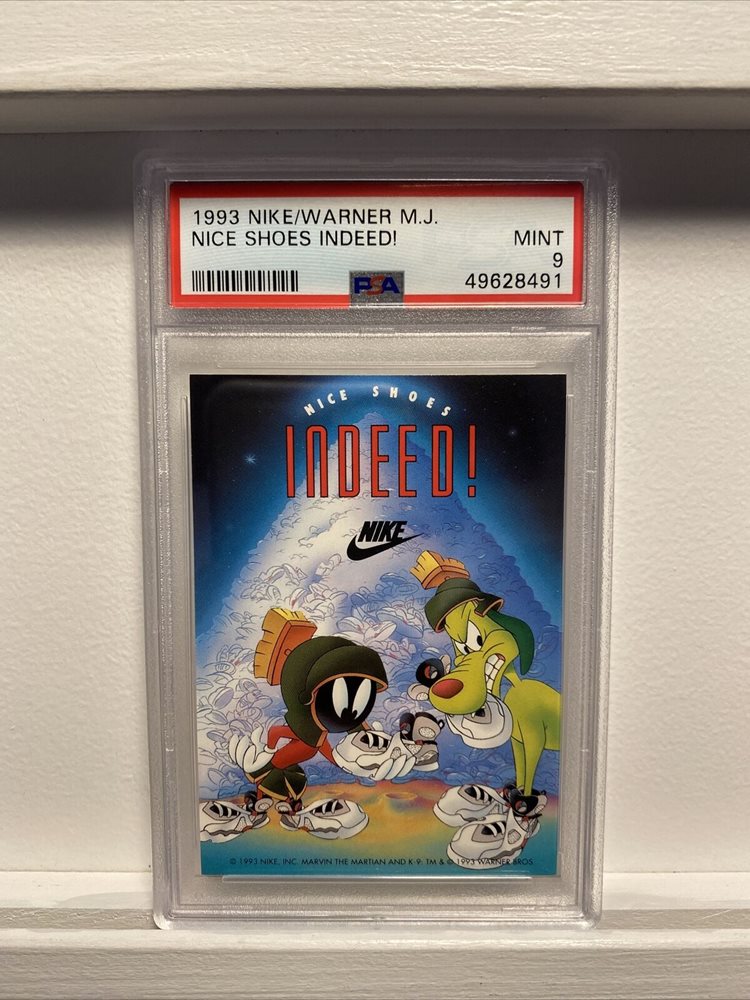 1993 NIKE/WARNER M.J.
NICE SHOES INDEED! MINT
9
PSA 49628491
NICE SHOES
INDEED!
NIKE
© 1993 NIKE, INC. MARVIN THE MARTIAN AND K-9: TM & © 1993 WARNER BROS.